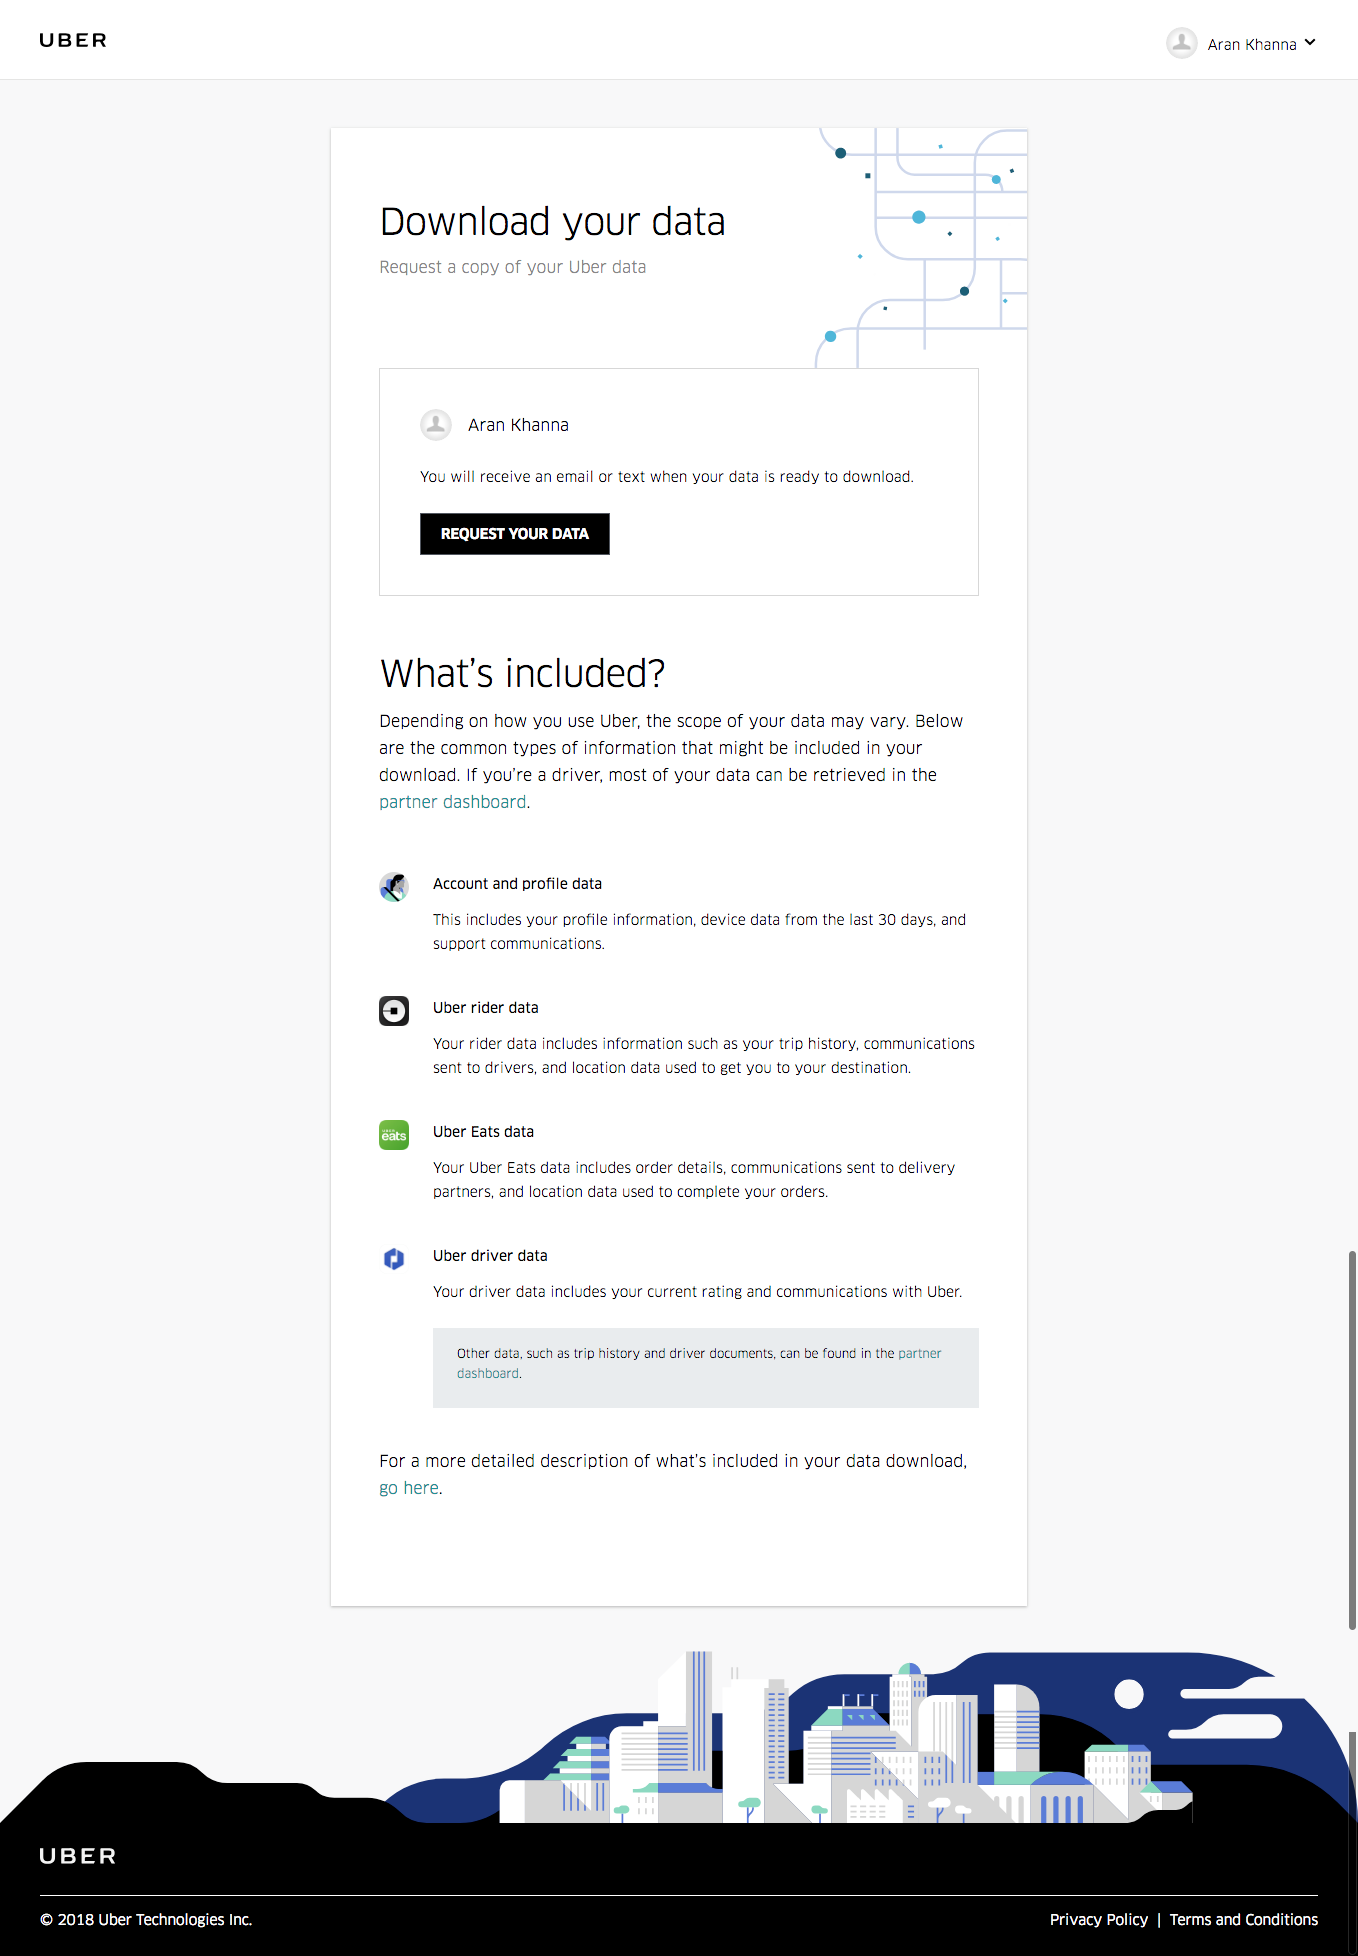 UBER
Aran Khanna
Download your data
Request a copy of your Uber data
Aran Khanna
You will receive an email or text when your data is ready to download.
REQUEST YOUR DATA
What's included?
Depending on how you use Uber, the scope of your data may vary. Below
are the common types of information that might be included in your
download. If you're a driver, most of your data can be retrieved in the
partner dashboard.
Account and profile data
This includes your profile information, device data from the last 30 days, and
support communications.
Uber rider data
Your rider data includes information such as your trip history, communications
sent to drivers, and location data used to get you to your destination.
UBER
eats
Uber Eats data
Your Uber Eats data includes order details, communications sent to delivery
partners, and location data used to complete your orders.
Uber driver data
Your driver data includes your current rating and communications with Uber.
Other data, such as trip history and driver documents, can be found in the partner
dashboard.
For a more detailed description of what's included in your data download,
go here.
UBER
© 2018 Uber Technologies Inc.
Privacy Policy | Terms and Conditions